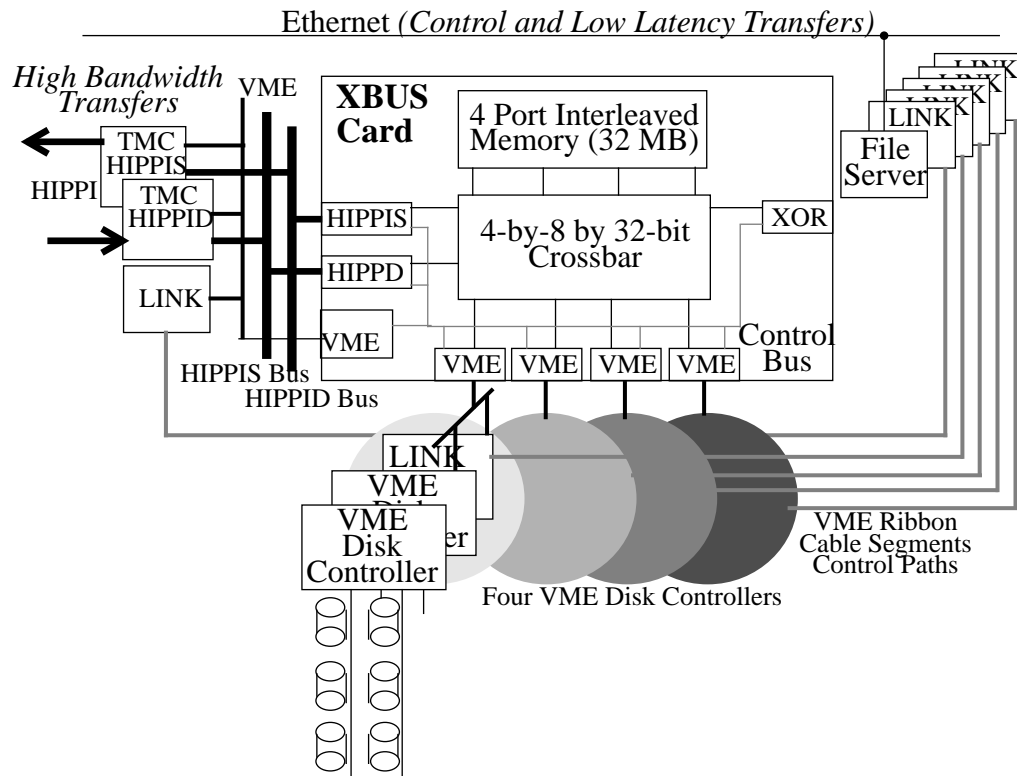 Ethernet (Control and Low Latency Transfers)
High Bandwidth
Transfers
VME
XBUS
Card
4 Port Interleaved
Memory (32 MB)
LINK
LINK
LINK
LINK
LINK
File
Server
TMC
HIPPIS
HIPPI
TMC
HIPPID
LINK
HIPPIS
HIPPD
VME
4-by-8 by 32-bit
Crossbar
XOR
Control
Bus
VME
VME
VME
VME
HIPPIS Bus
HIPPID Bus
LINK
VME
VME
Disk
Controller
VME Ribbon
Cable Segments
Control Paths
Four VME Disk Controllers